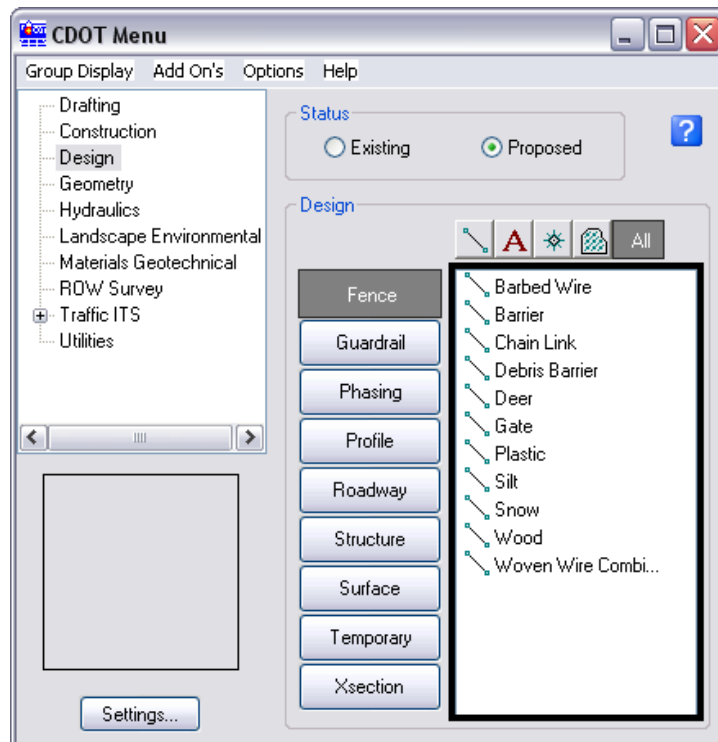 CDOT Menu
Group Display Add On's Options Help
Drafting
Construction
Design
Geometry
Hydraulics
Landscape Environmental
Materials Geotechnical
ROW Survey
Traffic ITS
Utilities
Settings...
Status
Existing
Proposed
?
Design
A
All
Fence
Guardrail
Phasing
Profile
Roadway
Structure
Surface
Temporary
Xsection
Barbed Wire
Barrier
Chain Link
Debris Barrier
Deer
Gate
Plastic
Silt
Snow
Wood
Woven Wire Combi...